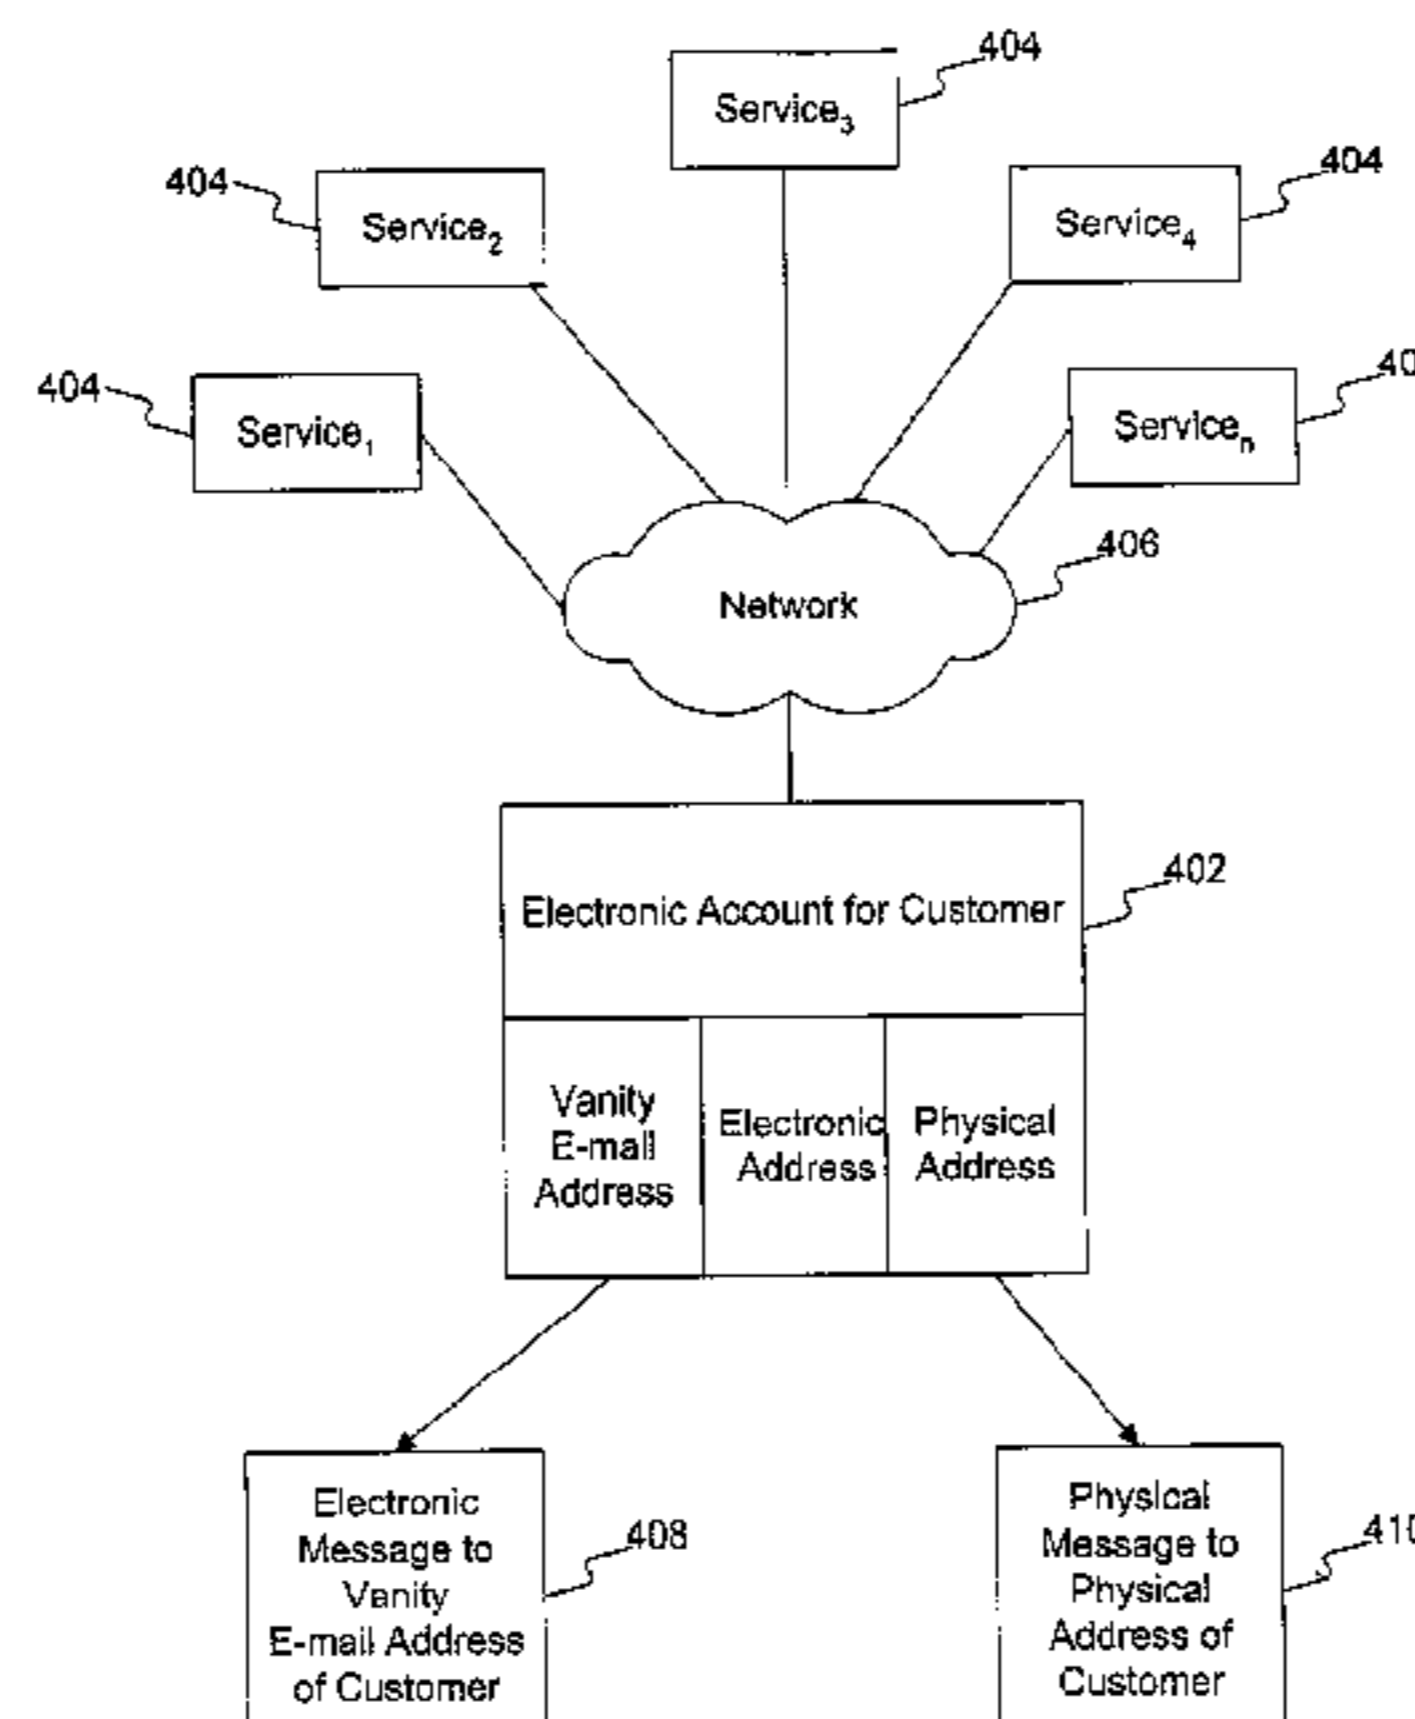 404
Service3
404
Service2
404
Service4
404
Service1
40
Servicen
406
Network
402
Electronic Account for Customer
Vanity
E-mail
Address
Electronic
Address
Physical
Address
408
Electronic
Message to
Vanity
E-mail Address
of Customer
410
Physical
Message to
Physical
Address of
Customer